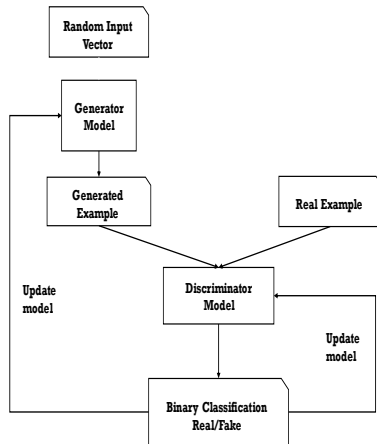 Random Input
Vector
Generator
Model
Generated
Example
Real Example
Discriminator
Model
Update
model
Update
model
Binary Classification
Real/Fake